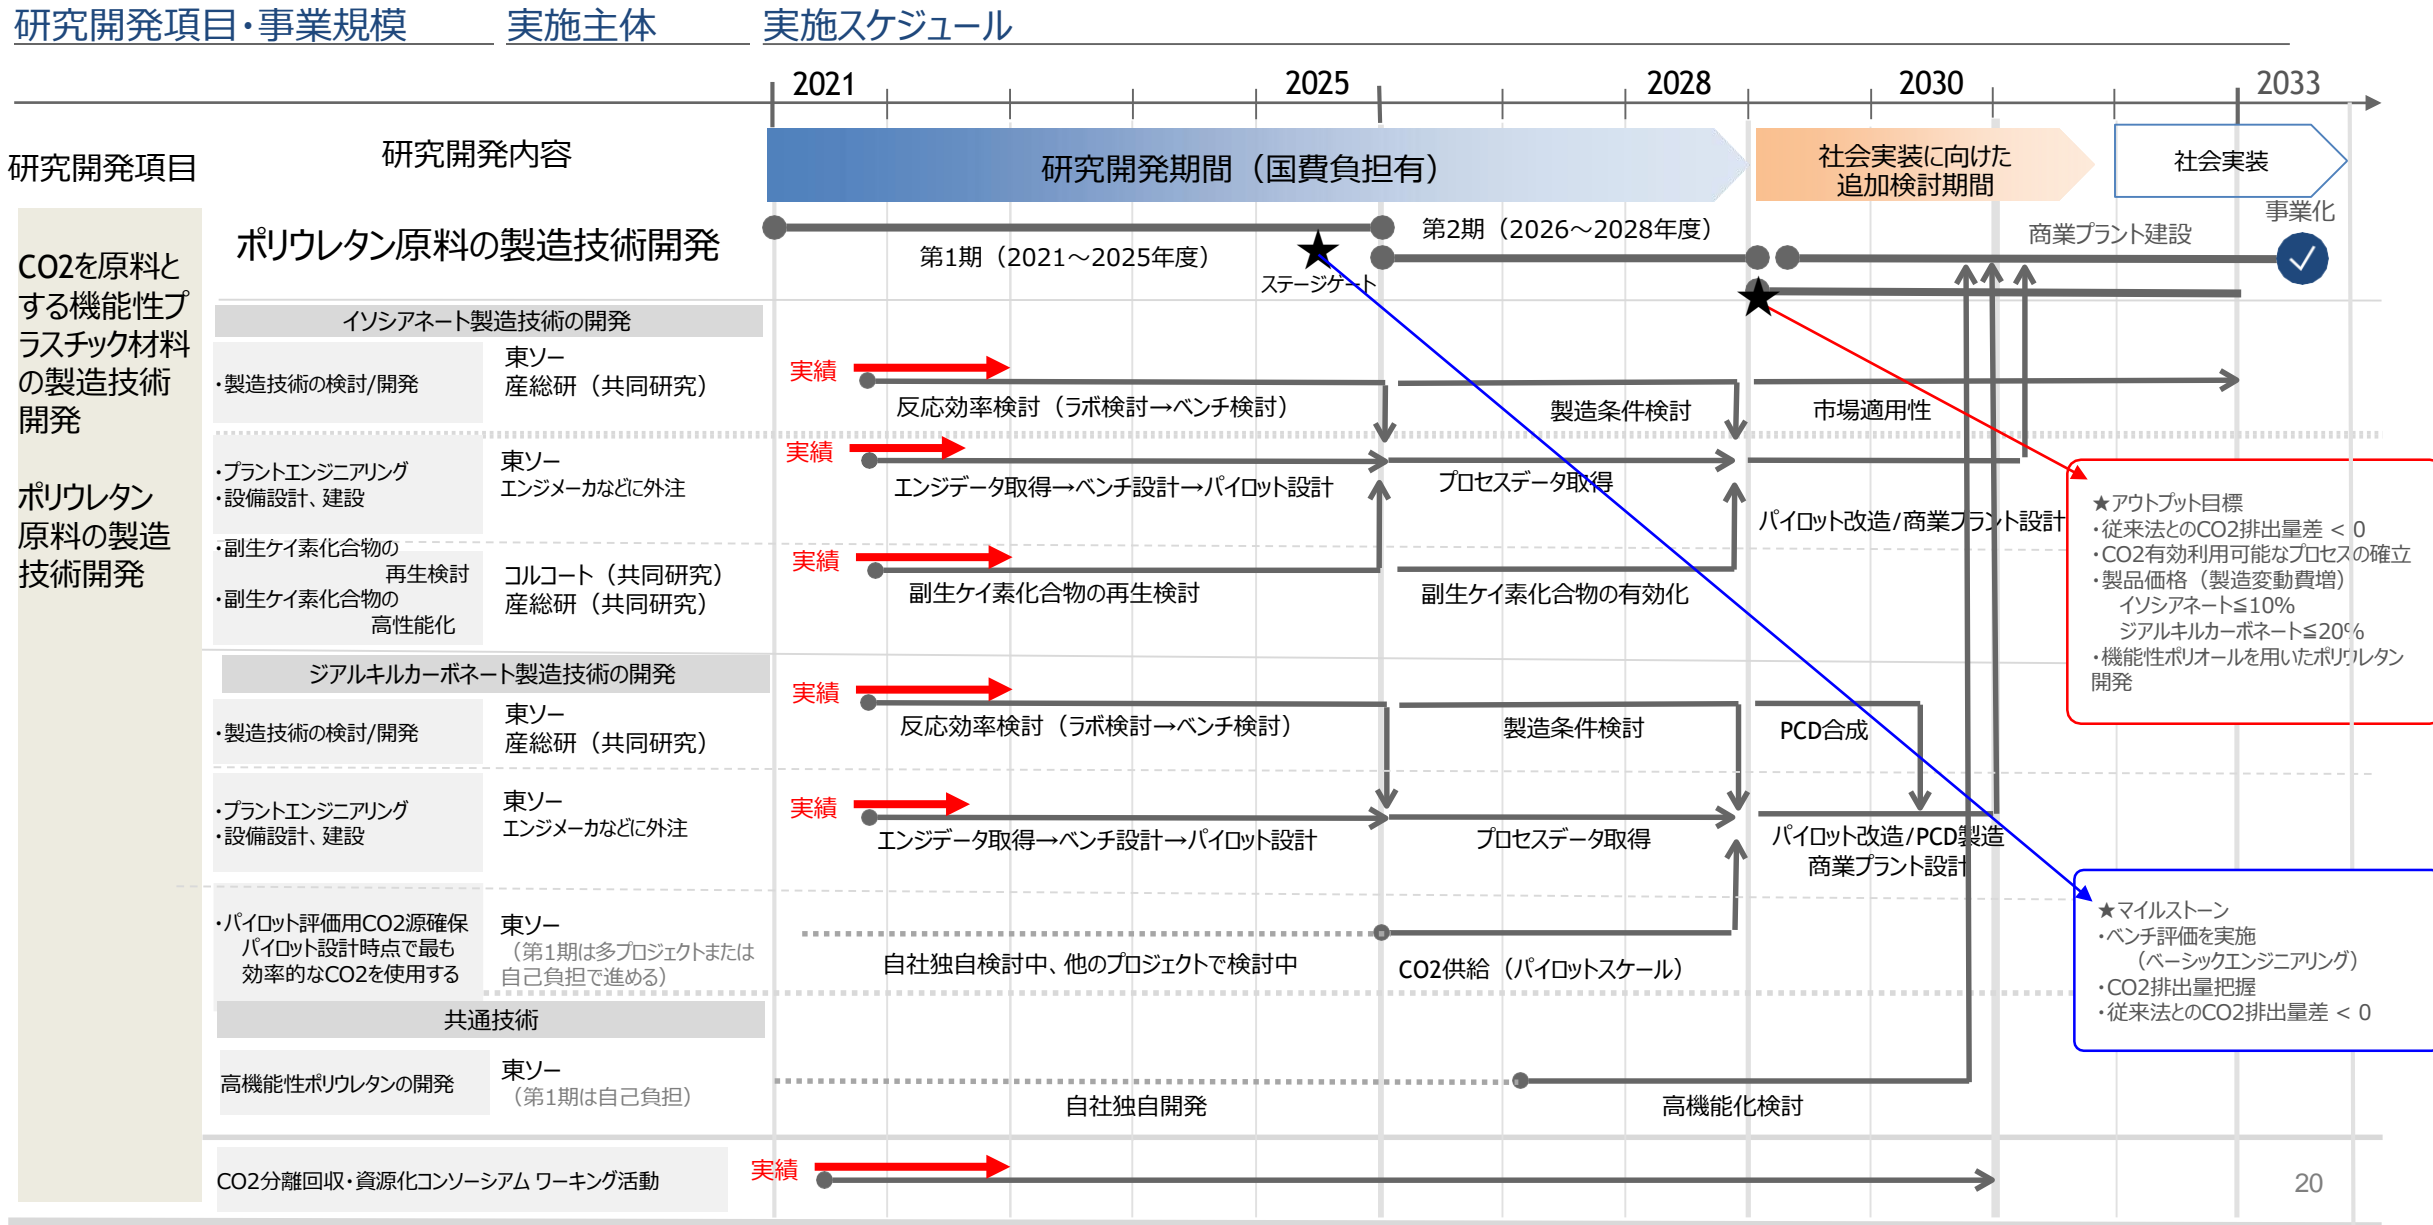 研究開発項目・事業規模
実施主体
実施スケジュール
2021
2025
2028
2030
2033
研究開発項目
研究開発内容
研究開発期間（国費負担有）
社会実装に向けた
追加検討期間
社会実装
事業化
CO2を原料と
する機能性プ
ラスチック材料
の製造技術
開発
ポリウレタン
原料の製造
技術開発
ポリウレタン原料の製造技術開発
第1期（2021～2025年度）
ステージゲート
第2期（2026～2028年度）
商業プラント建設
イソシアネート製造技術の開発
・製造技術の検討/開発
東ソー
産総研（共同研究）
実績
反応効率検討（ラボ検討→ベンチ検討）
製造条件検討
市場適用性
・プラントエンジニアリング
・設備設計、建設
東ソー
エンジメーカなどに外注
実績
エンジデータ取得→ベンチ設計→パイロット設計
プロセスデータ取得
パイロット改造/商業プラント設計
・副生ケイ素化合物の
再生検討
・副生ケイ素化合物の
高性能化
コルコート（共同研究）
産総研（共同研究）
実績
副生ケイ素化合物の再生検討
副生ケイ素化合物の有効化
★アウトプット目標
・従来法とのCO2排出量差 < 0
・CO2有効利用可能なプロセスの確立
・製品価格（製造変動費増）
イソシアネート≦10%
ジアルキルカーボネート≦20%
・機能性ポリオールを用いたポリウレタン
開発
ジアルキルカーボネート製造技術の開発
・製造技術の検討/開発
東ソー
産総研（共同研究）
実績
反応効率検討（ラボ検討→ベンチ検討）
製造条件検討
PCD合成
・プラントエンジニアリング
・設備設計、建設
東ソー
エンジメーカなどに外注
実績
エンジデータ取得→ベンチ設計→パイロット設計
プロセスデータ取得
パイロット改造/PCD製造
商業プラント設計
・パイロット評価用CO2源確保
パイロット設計時点で最も
効率的なCO2を使用する
東ソー
（第1期は多プロジェクトまたは
自己負担で進める）
自社独自検討中、他のプロジェクトで検討中
CO2供給（パイロットスケール）
★マイルストーン
・ベンチ評価を実施
（ベーシックエンジニアリング）
・CO2排出量把握
・従来法とのCO2排出量差 < 0
共通技術
高機能性ポリウレタンの開発
東ソー
（第1期は自己負担）
自社独自開発
高機能化検討
CO2分離回収・資源化コンソーシアム ワーキング活動
実績
20